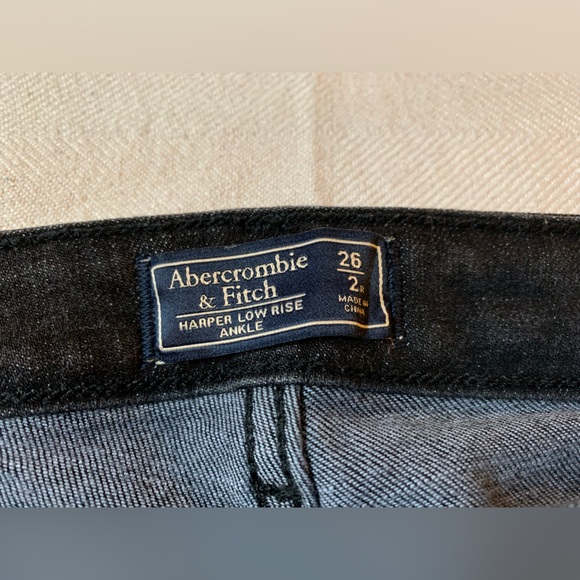 Abercrombie
& Fitch
HARPER LOW RISE
ANKLE
26
2R
MADE IN
CHINA